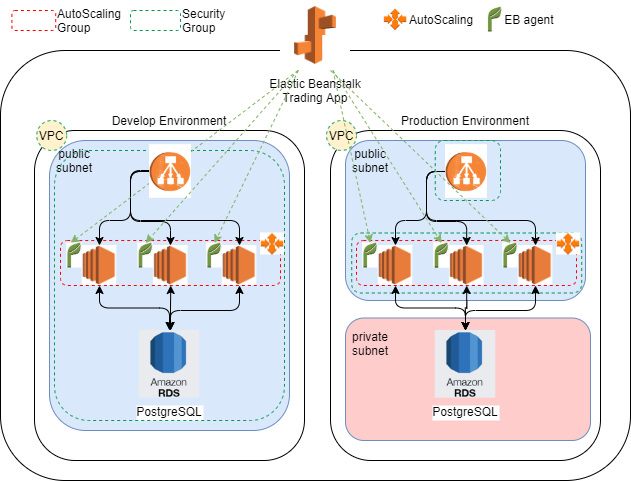 AutoScaling
Group
Security
Group
AutoScaling
EB agent
Elastic Beanstalk
Trading App
Develop Environment
Production Environment
VPC
public
subnet
VPC
public
subnet
Amazon
RDS
PostgreSQL
private
subnet
Amazon
RDS
PostgreSQL